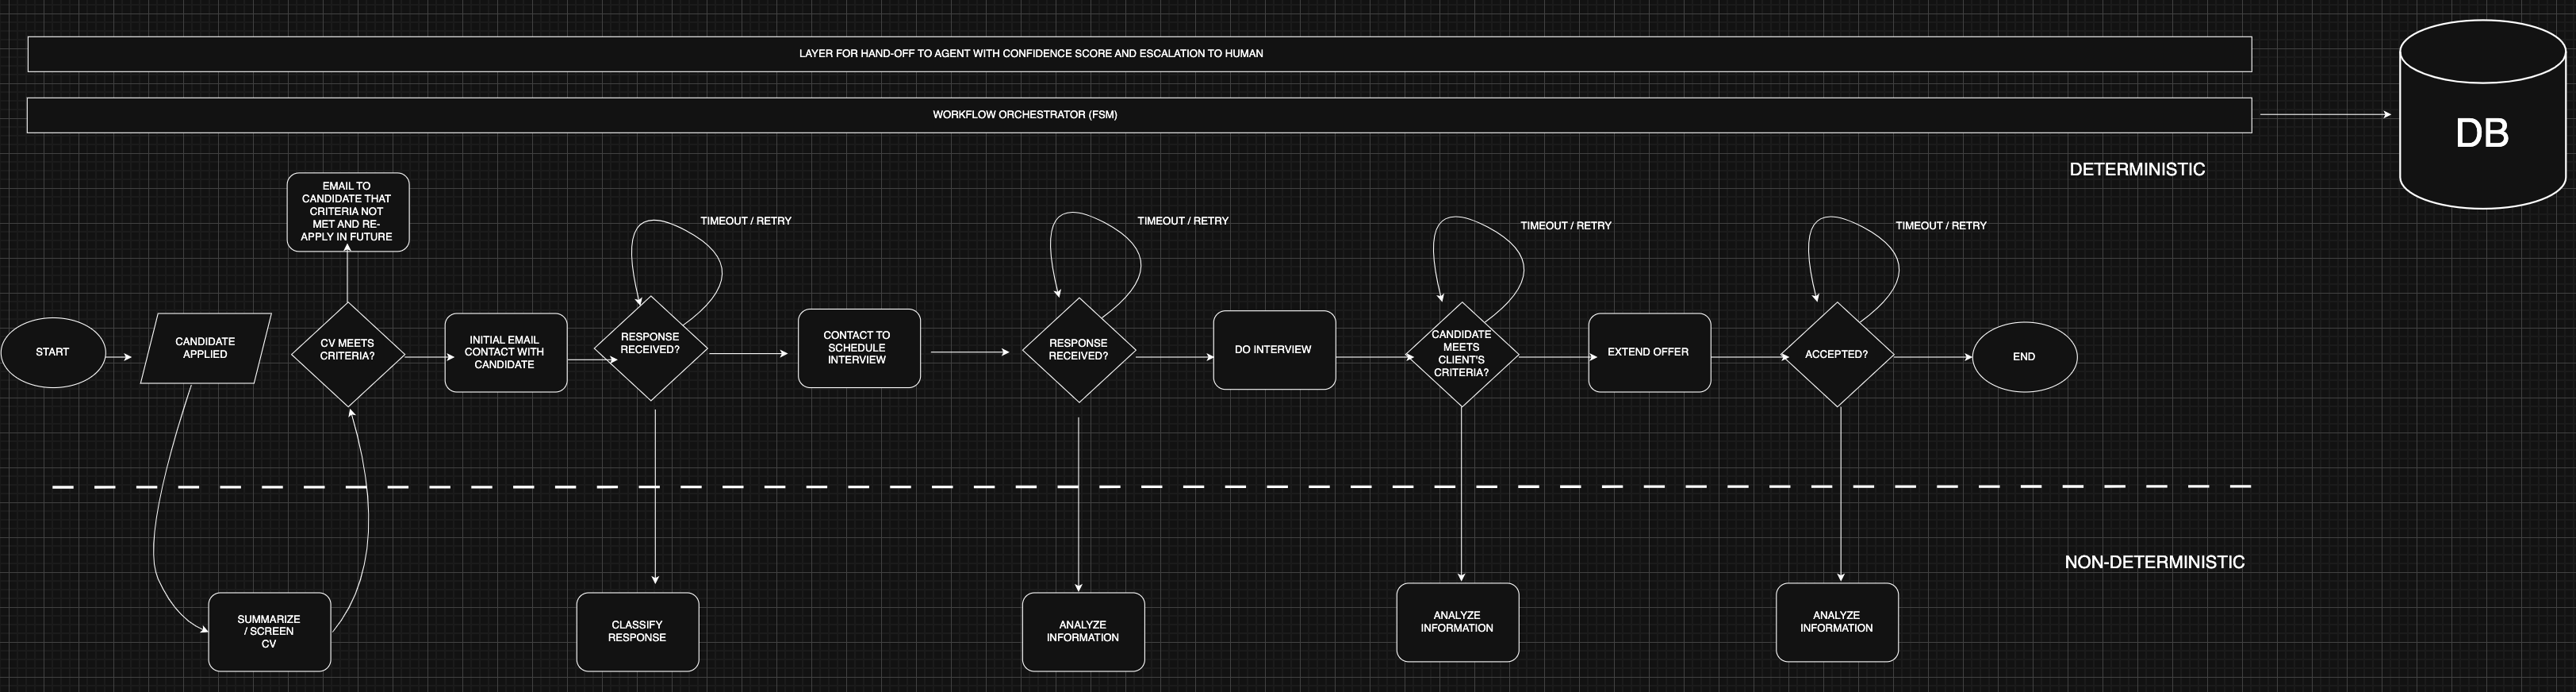 LAYER FOR HAND-OFF TO AGENT WITH CONFIDENCE SCORE AND ESCALATION TO HUMAN
WORKFLOW ORCHESTRATOR (FSM)
DB
DETERMINISTIC
EMAIL TO
CANDIDATE THAT
CRITERIA NOT
MET AND RE-
APPLY IN FUTURE
TIMEOUT / RETRY
TIMEOUT / RETRY
TIMEOUT / RETRY
TIMEOUT / RETRY
START
CANDIDATE
APPLIED
CV MEETS
CRITERIA?
INITIAL EMAIL
CONTACT WITH
CANDIDATE
RESPONSE
RECEIVED?
CONTACT TO
SCHEDULE
INTERVIEW
RESPONSE
RECEIVED?
DO INTERVIEW
CANDIDATE
MEETS
CLIENT'S
CRITERIA?
EXTEND OFFER
ACCEPTED?
END
NON-DETERMINISTIC
SUMMARIZE
/ SCREEN
CV
CLASSIFY
RESPONSE
ANALYZE
INFORMATION
ANALYZE
INFORMATION
ANALYZE
INFORMATION